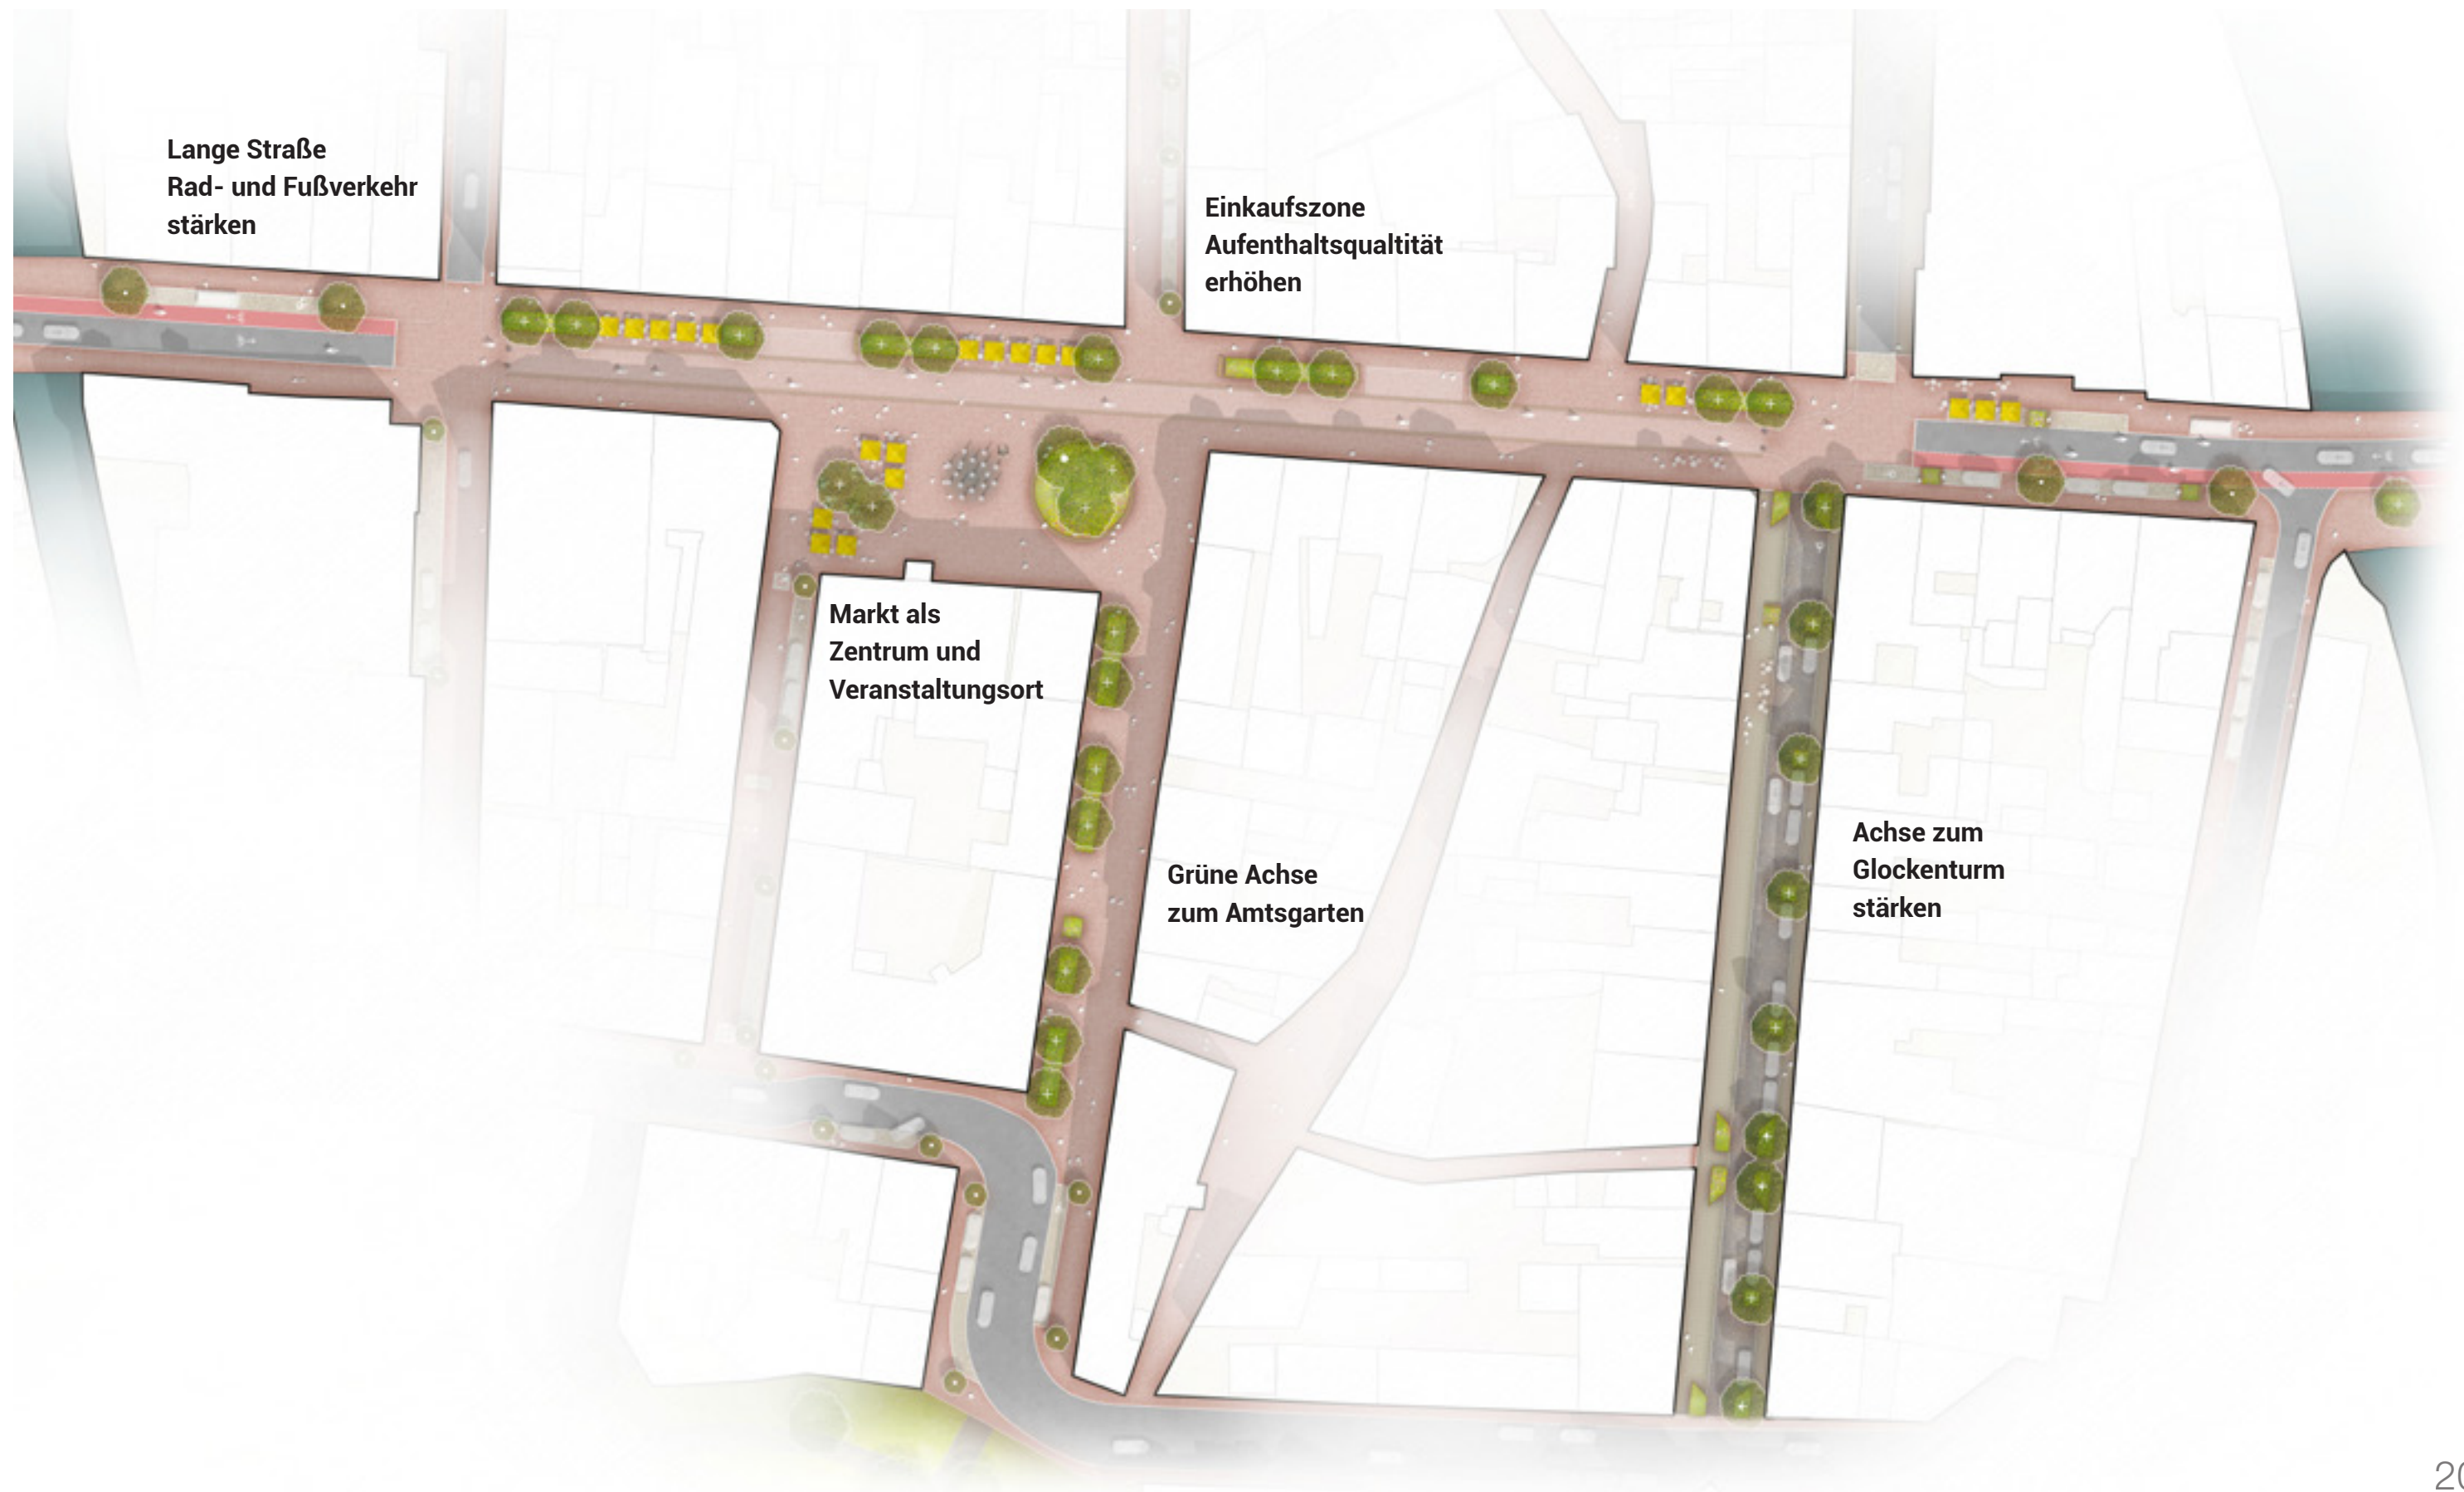 Lange Straße
Rad- und Fußverkehr
stärken
Einkaufszone
Aufenthaltsqualtität
erhöhen
Markt als
Zentrum und
Veranstaltungsort
Grüne Achse
zum Amtsgarten
Achse zum
Glockenturm
stärken
20